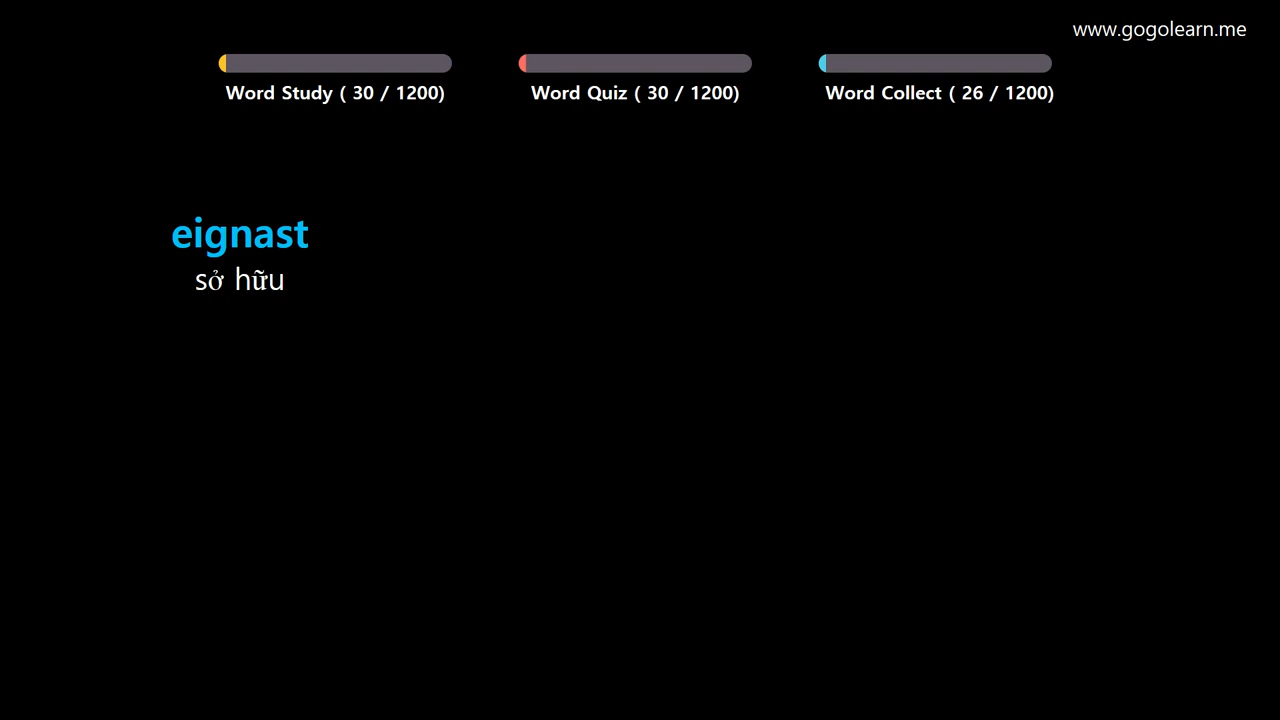 www.gogolearn.me
Word Study ( 30 / 1200)
Word Quiz ( 30 / 1200)
Word Collect ( 26 / 1200)
eignast
sở hữu